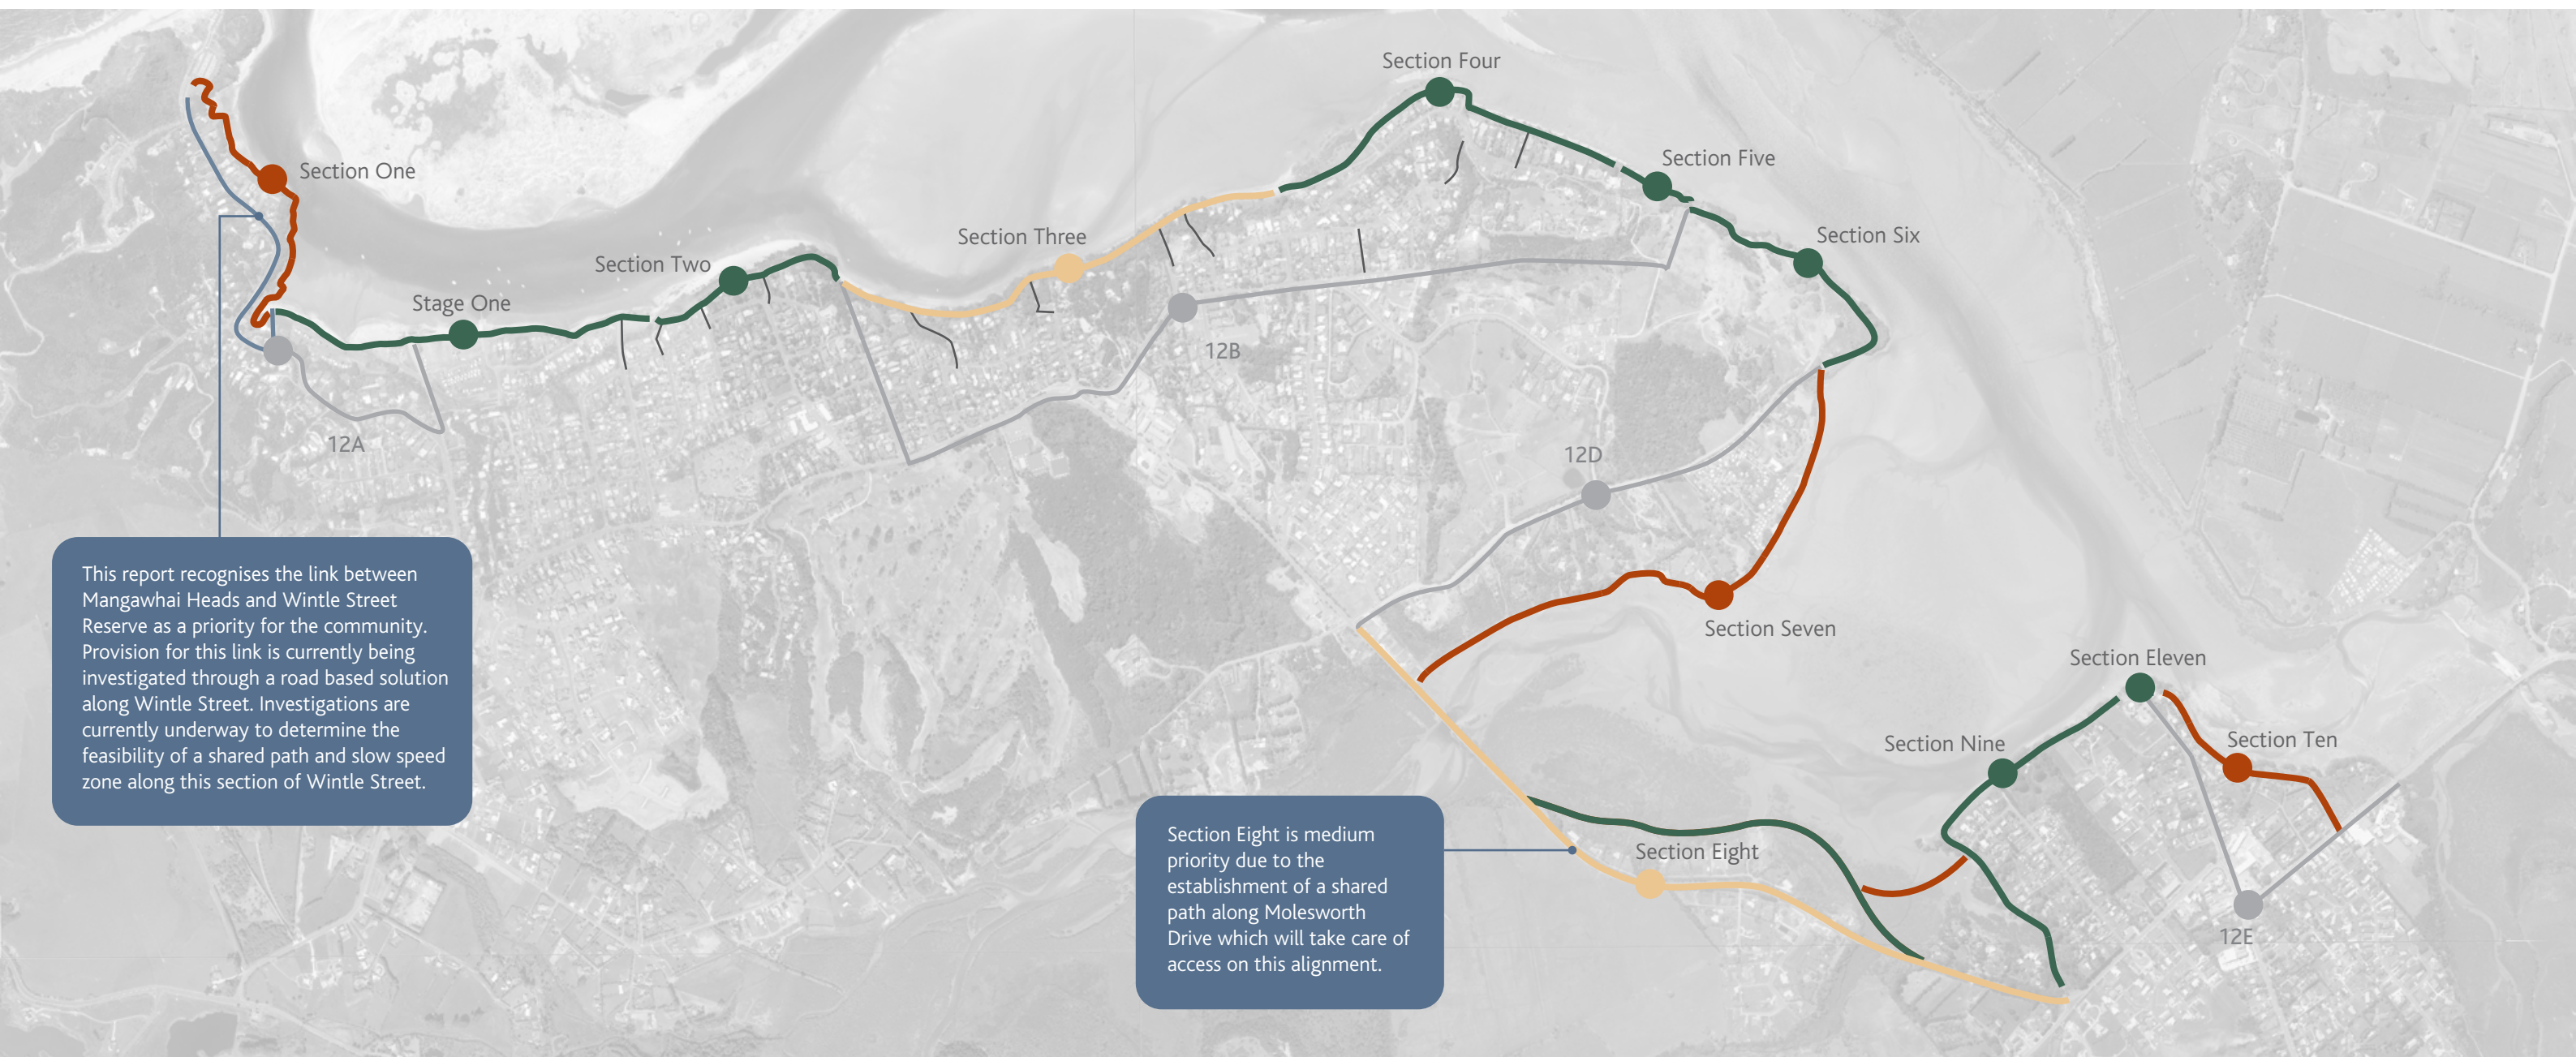 Section Four
Section Five
Section One
Section Three
Section Six
Section Two
Stage One
12B
12A
12D
This report recognises the link between
Mangawhai Heads and Wintle Street
Reserve as a priority for the community.
Provision for this link is currently being
investigated through a road based solution
along Wintle Street. Investigations are
currently underway to determine the
feasibility of a shared path and slow speed
zone along this section of Wintle Street.
Section Seven
Section Eleven
Section Nine
Section Ten
Section Eight is medium
priority due to the
establishment of a shared
path along Molesworth
Drive which will take care of
access on this alignment.
Section Eight
12E